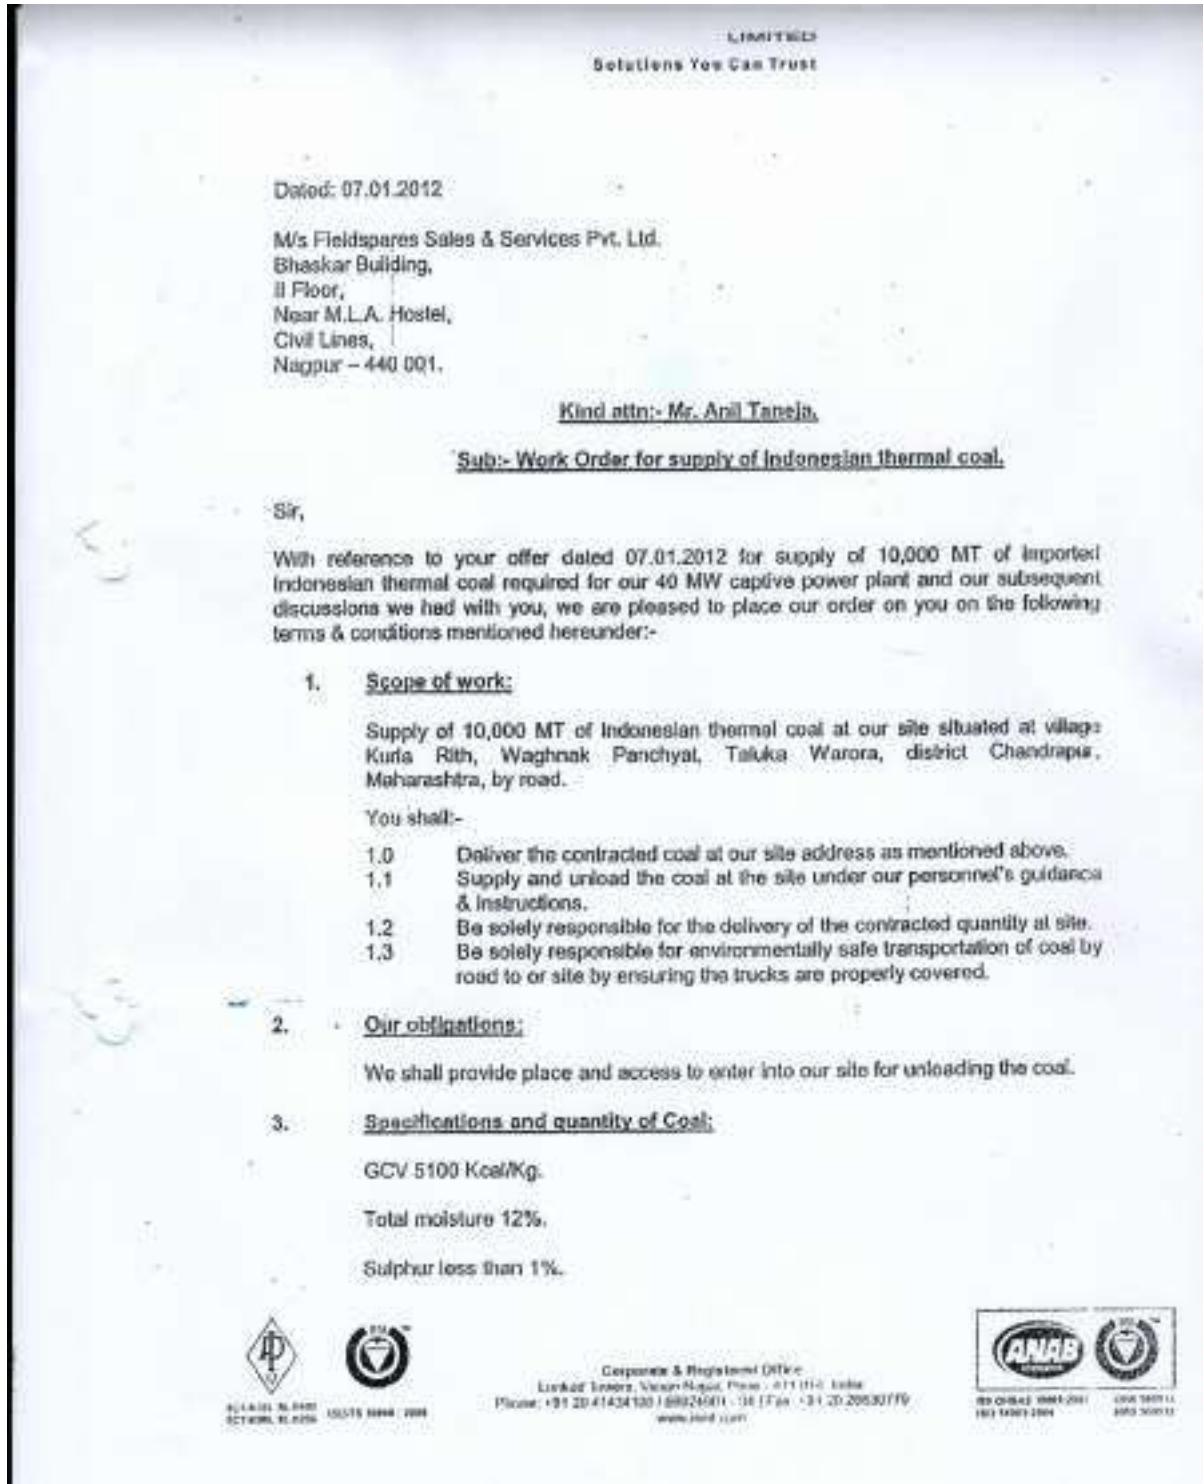 LIMITED
Solutions You Can Trust
Dated: 07.01.2012
M/s Fieldspares Sales & Services Pvt. Ltd.
Bhaskar Building,
II Floor,
Near M.L.A. Hostel,
Civil Lines,
Nagpur – 440 001.
Kind attn:- Mr. Anil Taneja.
Sub:- Work Order for supply of Indonesian thermal coal.
Sir,
With reference to your offer dated 07.01.2012 for supply of 10,000 MT of imported
Indonesian thermal coal required for our 40 MW captive power plant and our subsequent
discussions we had with you, we are pleased to place our order on you on the following
terms & conditions mentioned hereunder:-
1. Scope of work:
Supply of 10,000 MT of Indonesian thermal coal at our site situated at village
Kurla Rith, Waghnak Panchyat, Taluka Warora, district Chandrapur,
Maharashtra, by road.
You shall:-
1.0 Deliver the contracted coal at our site address as mentioned above.
1.1 Supply and unload the coal at the site under our personnel's guidance
& instructions.
1.2 Be solely responsible for the delivery of the contracted quantity at site.
1.3 Be solely responsible for environmentally safe transportation of coal by
road to or site by ensuring the trucks are properly covered.
2. Our obligations:
We shall provide place and access to enter into our site for unloading the coal.
3. Specifications and quantity of Coal:
GCV 5100 Kcal/Kg.
Total moisture 12%.
Sulphur less than 1%.
ANAB
Corporate & Registered Office
Phone: +91 20